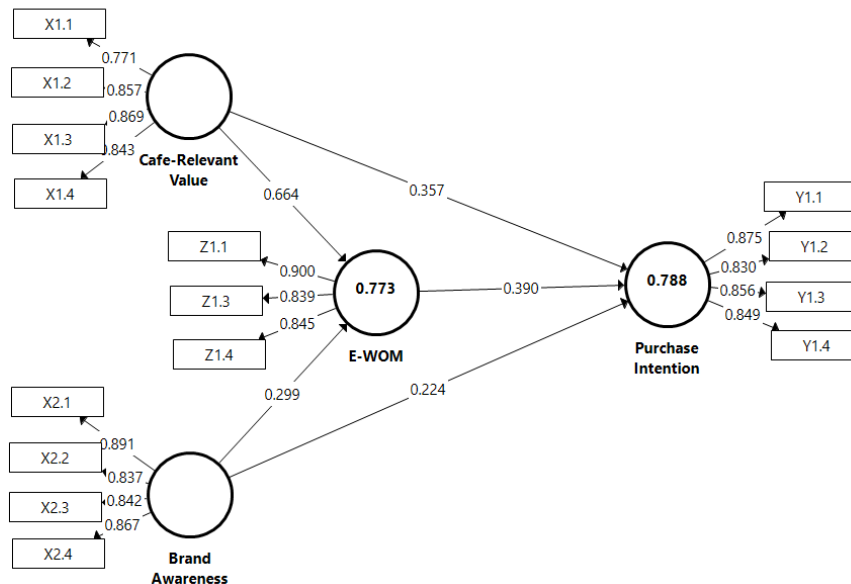 X1.1
0.771
X1.2
0.857
0.869
X1.3
0.843
X1.4
Cafe-Relevant
Value
0.357
0.664
Z1.1
0.900
Z1.3
0.839
0.845
Z1.4
0.773
E-WOM
0.390
0.788
Purchase
Intention
Y1.1
0.875
Y1.2
0.830
0.856
Y1.3
0.849
Y1.4
0.299
0.224
X2.1
0.891
X2.2
0.837
0.842
X2.3
0.867
X2.4
Brand
Awareness